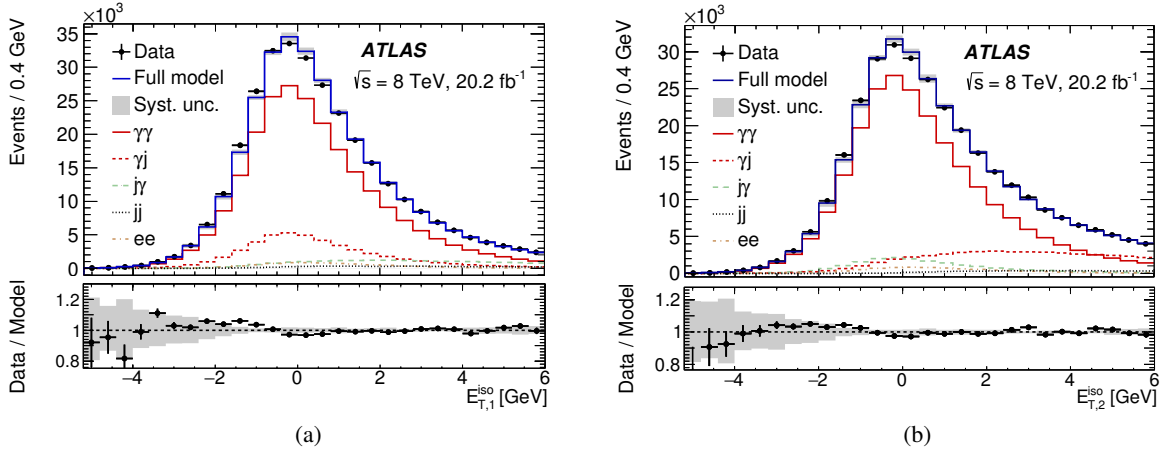 ×10³
Events / 0.4 GeV
35
30
25
20
15
10
5
0
Data
Full model
Syst. unc.
γγ
γj
jγ
jj
ee
ATLAS
√s = 8 TeV, 20.2 fb⁻¹
Data / Model
1.2
1
0.8
−4 −2 0 2 4 6
E_{T,1}^{iso} [GeV]
(a)
×10³
Events / 0.4 GeV
30
25
20
15
10
5
0
Data
Full model
Syst. unc.
γγ
γj
jγ
jj
ee
ATLAS
√s = 8 TeV, 20.2 fb⁻¹
Data / Model
1.2
1
0.8
−4 −2 0 2 4 6
E_{T,2}^{iso} [GeV]
(b)